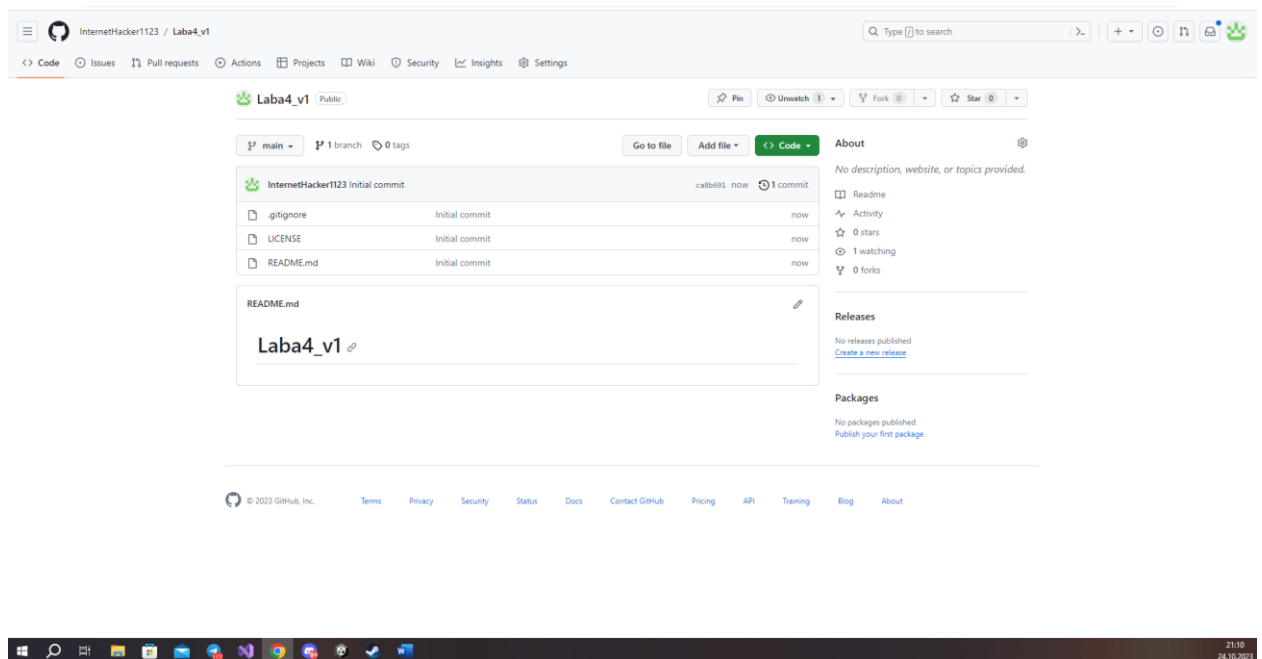 InternetHacker1123 / Laba4_v1
Type / to search
Code Issues Pull requests Actions Projects Wiki Security Insights Settings
Laba4_v1 Public
Pin Unwatch 1 Fork 0 Star 0
main 1 branch 0 tags Go to file Add file Code
InternetHacker1123 Initial commit ca8b691 now 1 commit
.gitignore Initial commit now
LICENSE Initial commit now
README.md Initial commit now
README.md
Laba4_v1
About
No description, website, or topics provided.
Readme
Activity
0 stars
1 watching
0 forks
Releases
No releases published
Create a new release
Packages
No packages published
Publish your first package
© 2023 GitHub, Inc. Terms Privacy Security Status Docs Contact GitHub Pricing API Training Blog About
21:10
24.10.2023